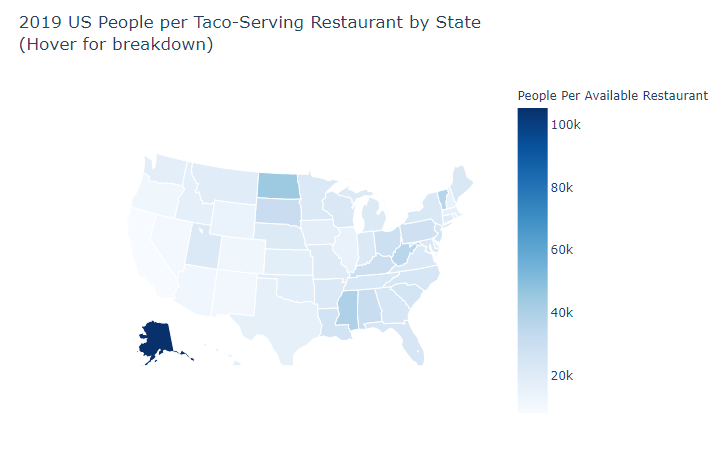 2019 US People per Taco-Serving Restaurant by State
(Hover for breakdown)
People Per Available Restaurant
100k
80k
60k
40k
20k